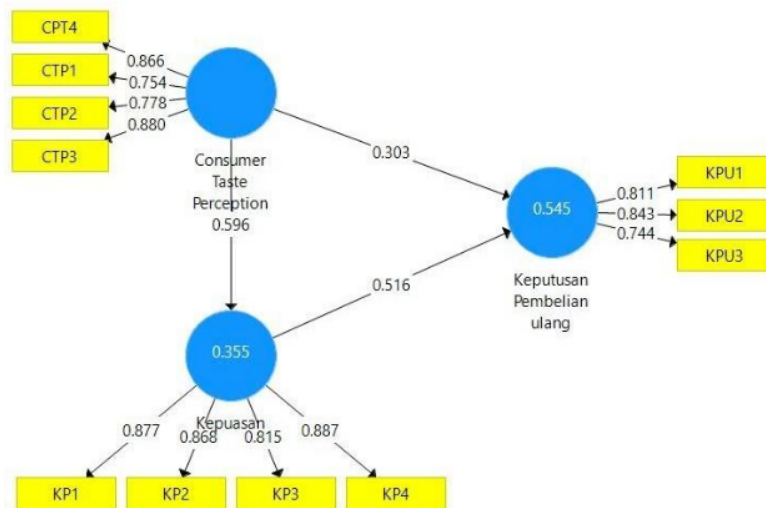 CPT4
0.866
CTP1
0.754
CTP2
0.778
CTP3
0.880
Consumer
Taste
Perception
0.596
0.303
0.545
Keputusan
Pembelian
ulang
0.811
KPU1
0.843
KPU2
0.744
KPU3
0.516
0.355
Kepuasan
0.877
0.868
0.815
0.887
KP1
KP2
KP3
KP4